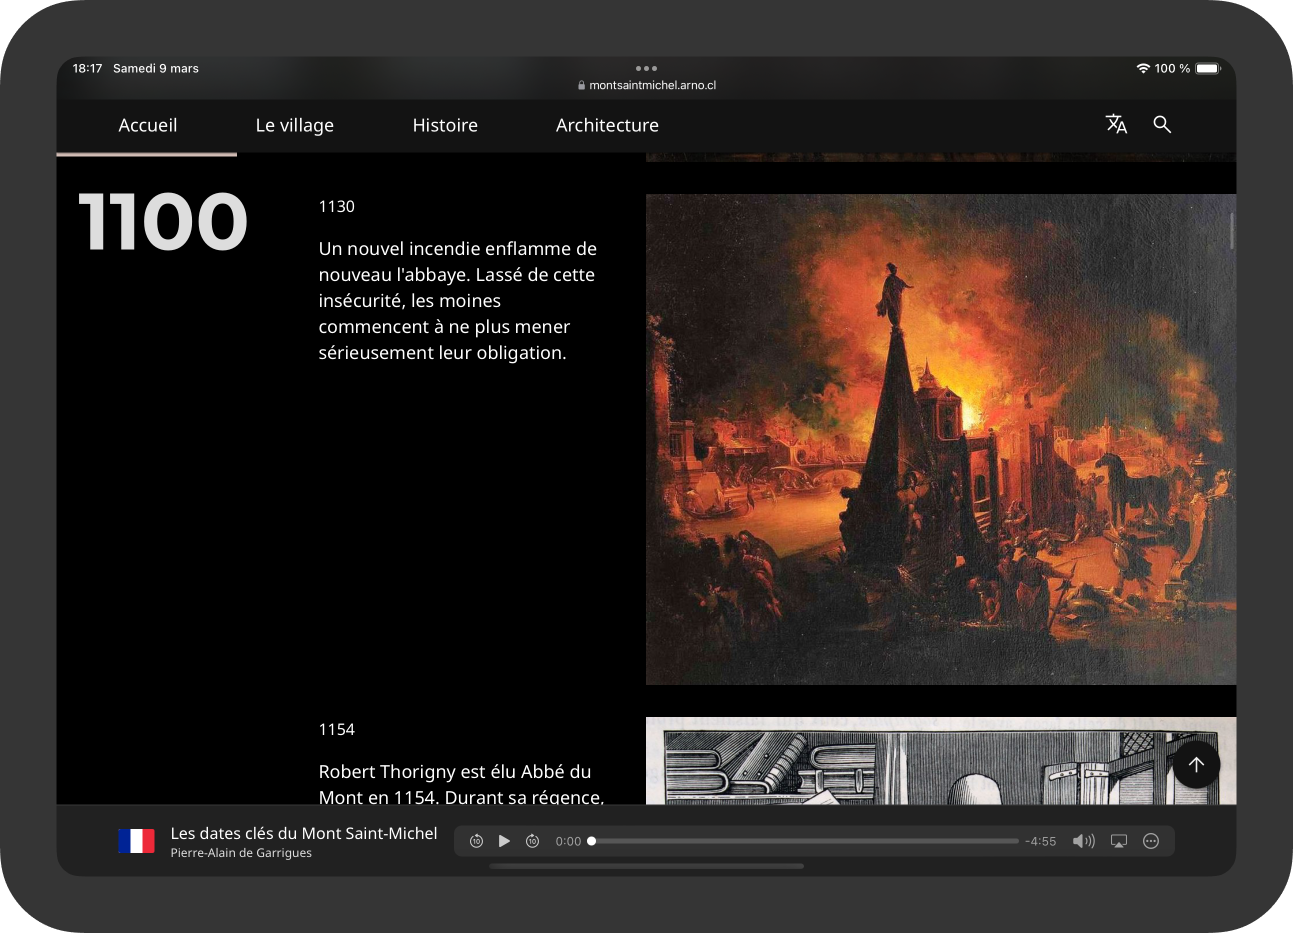 18:17 Samedi 9 mars
100 %
montsaintmichel.arno.cl
Accueil Le village Histoire Architecture
1100
1130
Un nouvel incendie enflamme de
nouveau l'abbaye. Lassé de cette
insécurité, les moines
commencent à ne plus mener
sérieusement leur obligation.
1154
Robert Thorigny est élu Abbé du
Mont en 1154. Durant sa régence,
Les dates clés du Mont Saint-Michel
Pierre-Alain de Garrigues
10 10 0:00 -4:55